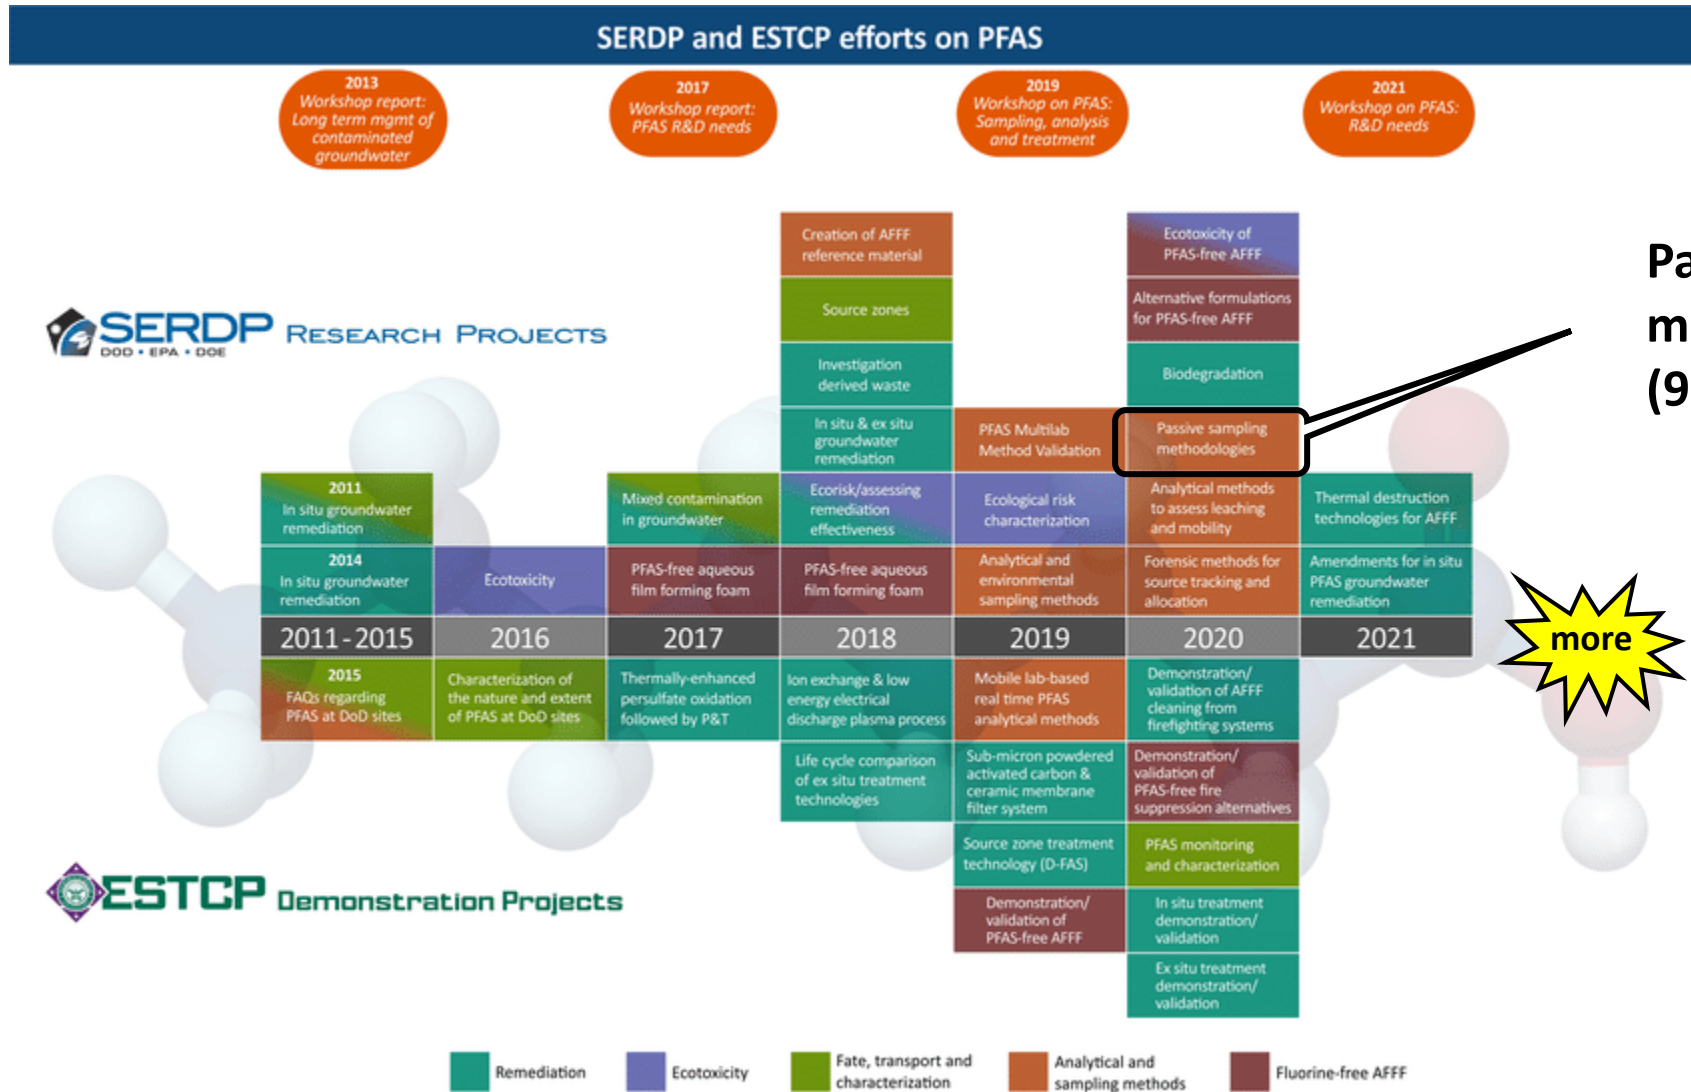 SERDP and ESTCP efforts on PFAS
2013
Workshop report:
Long term mgmt of
contaminated
groundwater
2017
Workshop report:
PFAS R&D needs
2019
Workshop on PFAS:
Sampling, analysis
and treatment
2021
Workshop on PFAS:
R&D needs
SERDP RESEARCH PROJECTS
DOD • EPA • DOE
Creation of AFFF
reference material
Source zones
Investigation
derived waste
In situ & ex situ
groundwater
remediation
Ecotoxicity of
PFAS-free AFFF
Alternative formulations
for PFAS-free AFFF
Biodegradation
PFAS Multilab
Method Validation
Passive sampling
methodologies
Pa
m
(9
2011
In situ groundwater
remediation
Mixed contamination
in groundwater
Ecorisk/assessing
remediation
effectiveness
Ecological risk
characterization
Analytical methods
to assess leaching
and mobility
Thermal destruction
technologies for AFFF
2014
In situ groundwater
remediation
Ecotoxicity
PFAS-free aqueous
film forming foam
PFAS-free aqueous
film forming foam
Analytical and
environmental
sampling methods
Forensic methods for
source tracking and
allocation
Amendments for in situ
PFAS groundwater
remediation
2011-2015
2016
2017
2018
2019
2020
2021
more
2015
FAQs regarding
PFAS at DoD sites
Characterization of
the nature and extent
of PFAS at DoD sites
Thermally-enhanced
persulfate oxidation
followed by P&T
Ion exchange & low
energy electrical
discharge plasma process
Mobile lab-based
real time PFAS
analytical methods
Demonstration/
validation of AFFF
cleaning from
firefighting systems
Life cycle comparison
of ex situ treatment
technologies
Sub-micron powdered
activated carbon &
ceramic membrane
filter system
Demonstration/
validation of
PFAS-free fire
suppression alternatives
Source zone treatment
technology (D-FAS)
PFAS monitoring
and characterization
ESTCP Demonstration Projects
Demonstration/
validation of
PFAS-free AFFF
In situ treatment
demonstration/
validation
Ex situ treatment
demonstration/
validation
Remediation
Ecotoxicity
Fate, transport and
characterization
Analytical and
sampling methods
Fluorine-free AFFF